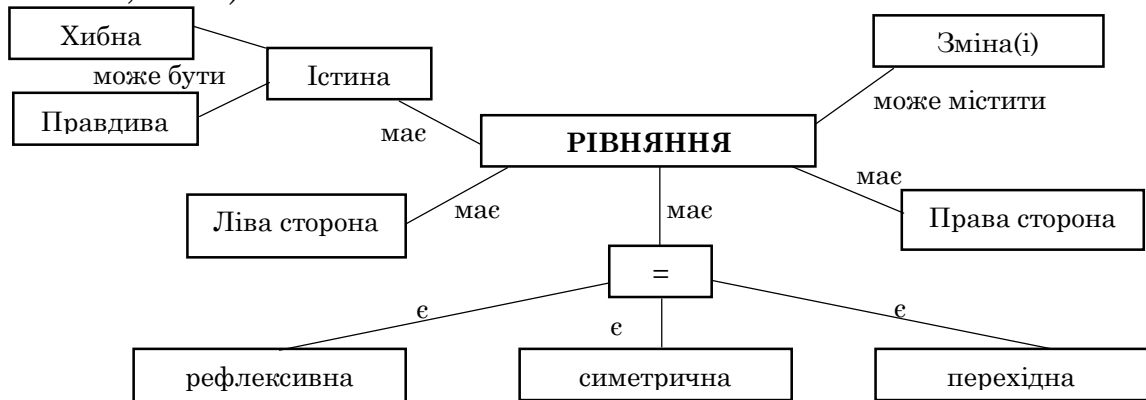 Хибна
Зміна(і)
може бути
Істина
може містити
Правдива
має
РІВНЯННЯ
має
Ліва сторона
має
має
Права сторона
=
є
є
є
рефлексивна
симетрична
перехідна